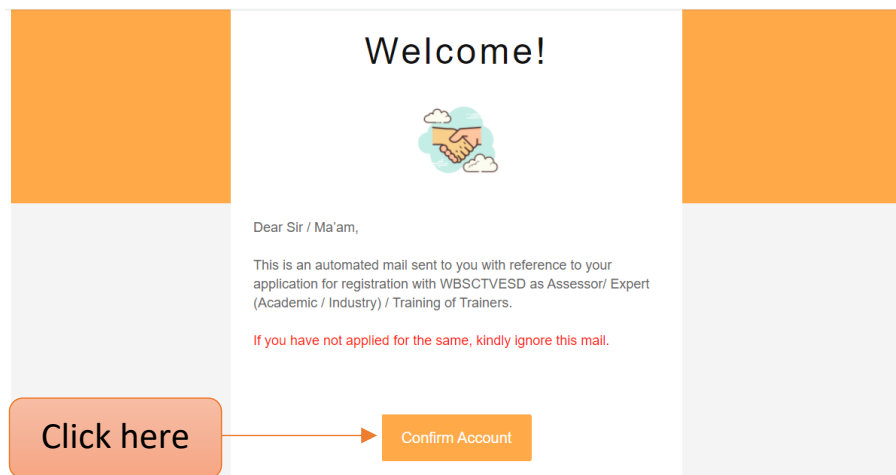 Welcome!
Dear Sir / Ma'am,
This is an automated mail sent to you with reference to your
application for registration with WBSCTVESD as Assessor/ Expert
(Academic / Industry) / Training of Trainers.
If you have not applied for the same, kindly ignore this mail.
Click here
Confirm Account